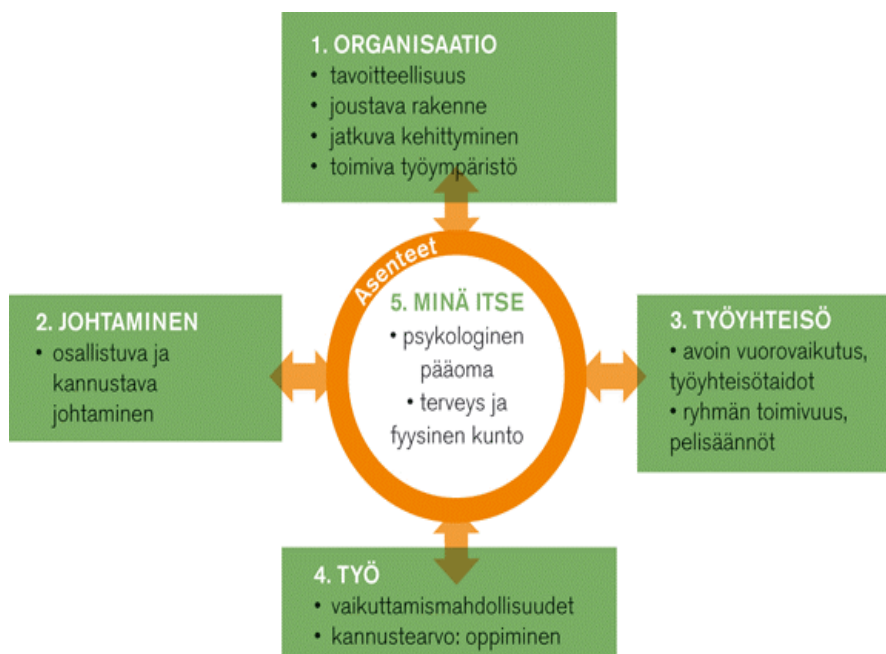 1. ORGANISAATIO
• tavoitteellisuus
• joustava rakenne
• jatkuva kehittyminen
• toimiva työympäristö
Asenteet
5. MINÄ ITSE
• psykologinen
pääoma
• terveys ja
fyysinen kunto
2. JOHTAMINEN
• osallistuva ja
kannustava
johtaminen
3. TYÖYHTEISÖ
• avoin vuorovaikutus,
työyhteisötaidot
• ryhmän toimivuus,
pelisäännöt
4. TYÖ
• vaikuttamismahdollisuudet
• kannustearvo: oppiminen